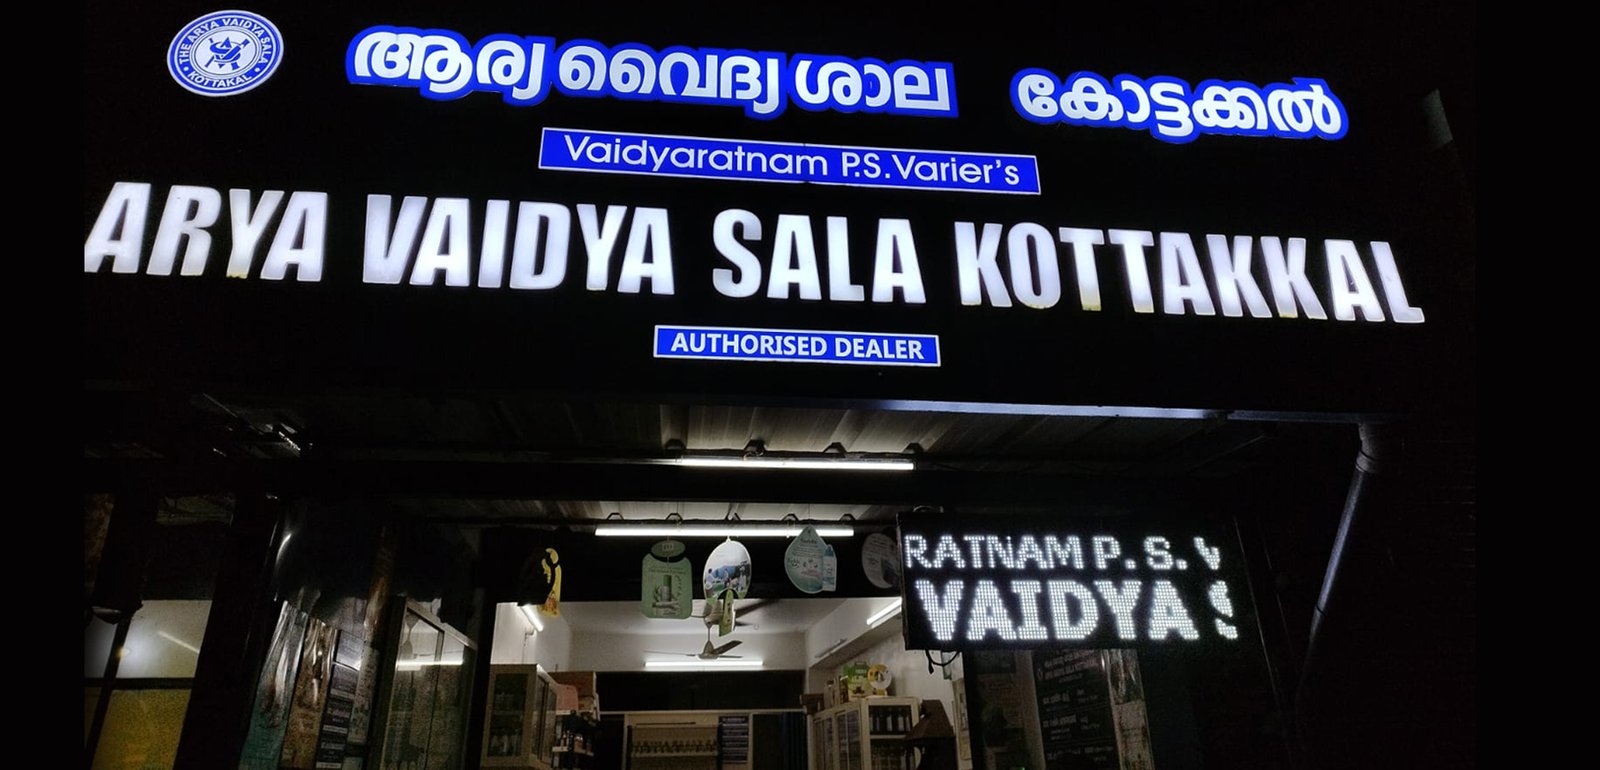 THE ARYA VAIDYA SALA
KOTTAKAL
ആര്യ വൈദ്യ ശാല കോട്ടക്കൽ
Vaidyaratnam P.S.Varier's
ARYA VAIDYA SALA KOTTAKKAL
AUTHORISED DEALER
RATNAM P. S. V
VAIDYA S